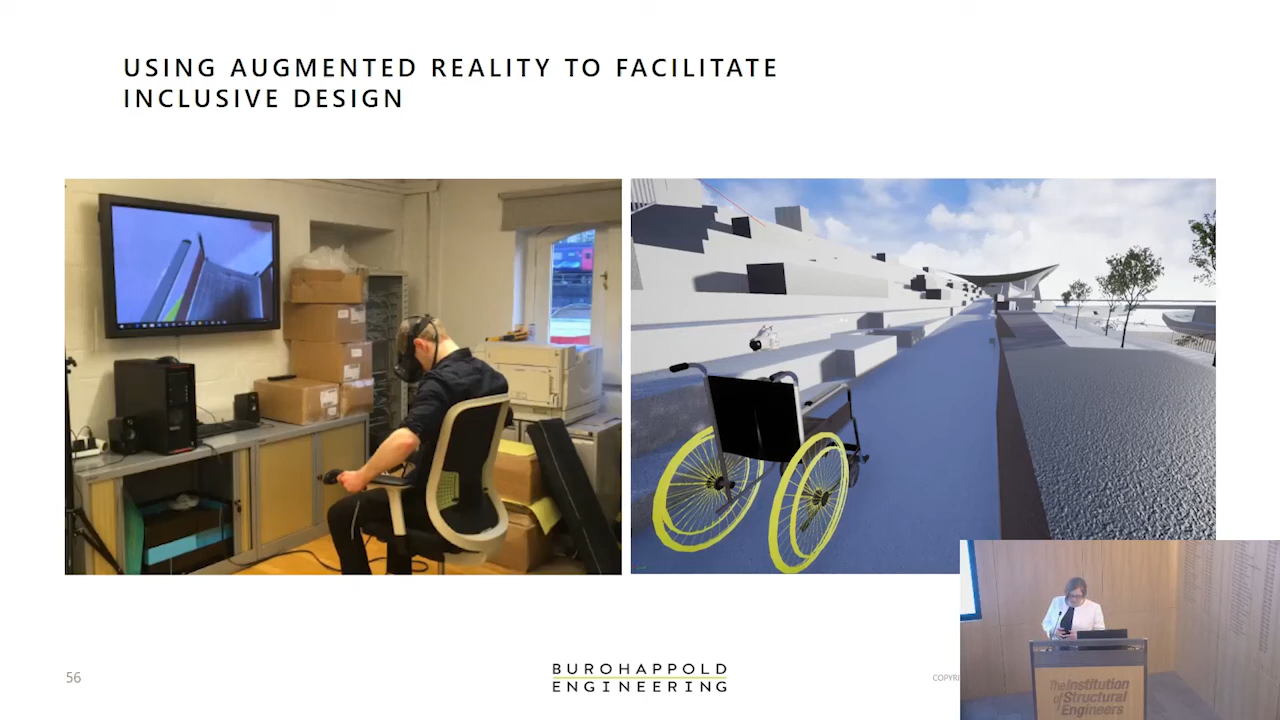 USING AUGMENTED REALITY TO FACILITATE
INCLUSIVE DESIGN
56
BUROHAPPOLD
ENGINEERING
The Institution
of Structural
Engineers